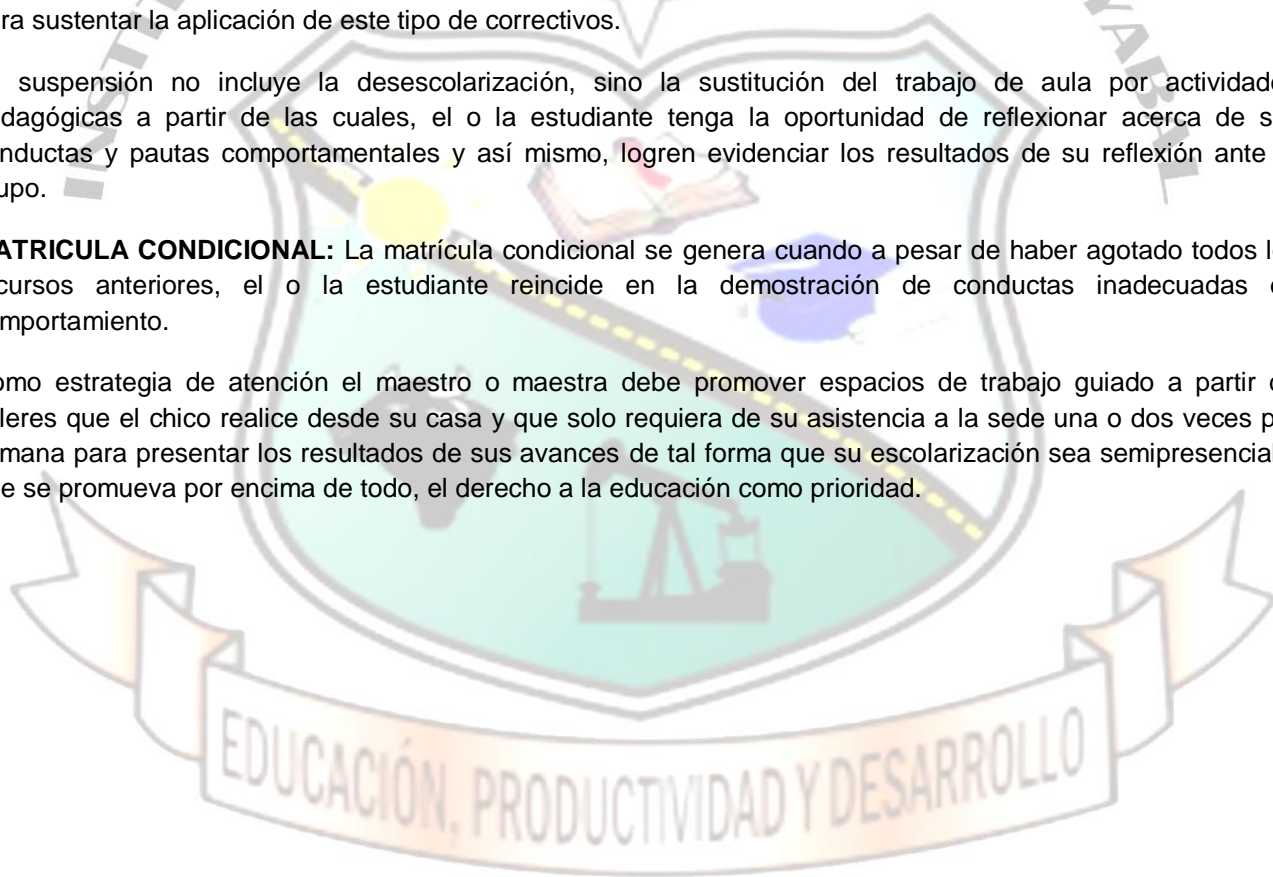 ra sustentar la aplicación de este tipo de correctivos.
suspensión no incluye la desescolarización, sino la sustitución del trabajo de aula por actividade
dagógicas a partir de las cuales, el o la estudiante tenga la oportunidad de reflexionar acerca de s
nductas y pautas comportamentales y así mismo, logren evidenciar los resultados de su reflexión ante
upo.
ATRICULA CONDICIONAL: La matrícula condicional se genera cuando a pesar de haber agotado todos l
cursos anteriores, el o la estudiante reincide en la demostración de conductas inadecuadas
mportamiento.
omo estrategia de atención el maestro o maestra debe promover espacios de trabajo guiado a partir
lleres que el chico realice desde su casa y que solo requiera de su asistencia a la sede una o dos veces p
mana para presentar los resultados de sus avances de tal forma que su escolarización sea semipresencial
e se promueva por encima de todo, el derecho a la educación como prioridad.
EDUCACIÓN, PRODUCTIVIDAD Y DESARROLLO